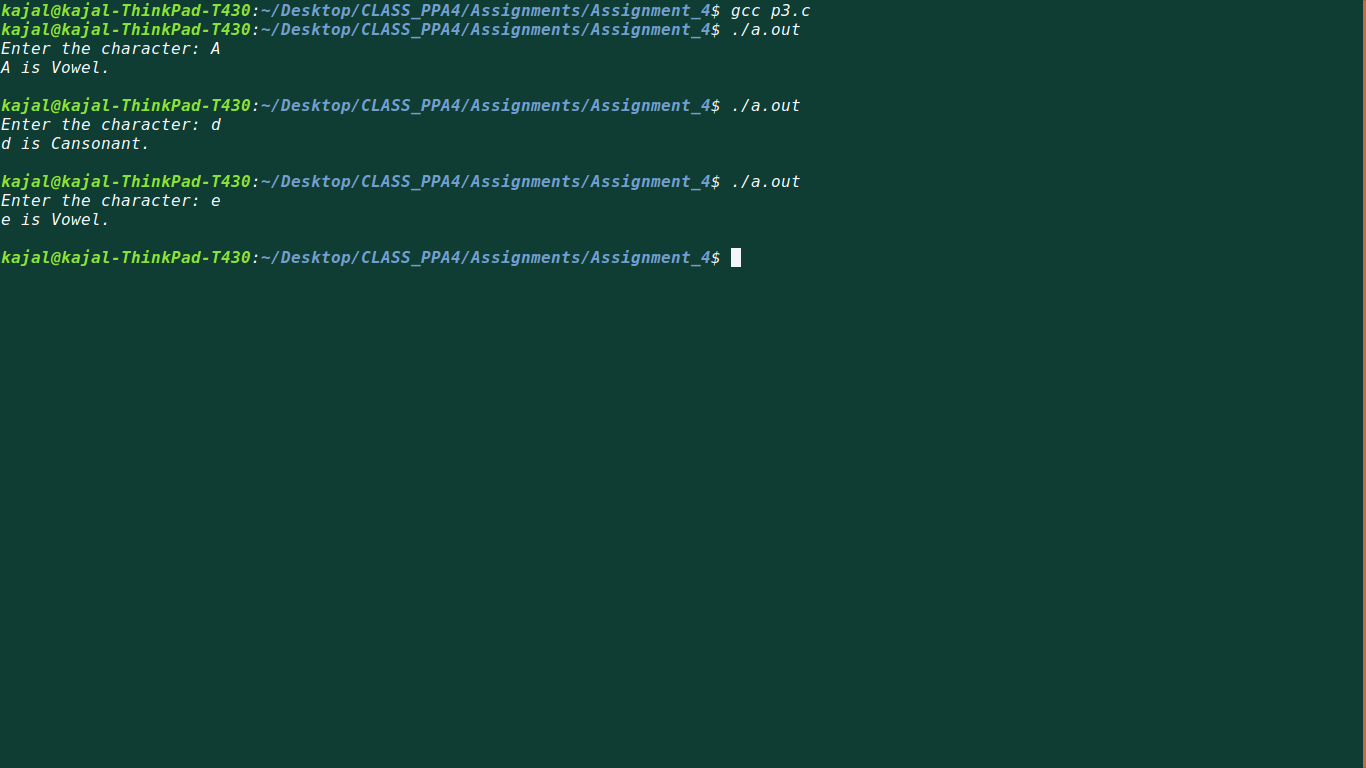 kajal@kajal-ThinkPad-T430:~/Desktop/CLASS_PPA4/Assignments/Assignment_4$ gcc p3.c
kajal@kajal-ThinkPad-T430:~/Desktop/CLASS_PPA4/Assignments/Assignment_4$ ./a.out
Enter the character: A
A is Vowel.
kajal@kajal-ThinkPad-T430:~/Desktop/CLASS_PPA4/Assignments/Assignment_4$ ./a.out
Enter the character: d
d is Cansonant.
kajal@kajal-ThinkPad-T430:~/Desktop/CLASS_PPA4/Assignments/Assignment_4$ ./a.out
Enter the character: e
e is Vowel.
kajal@kajal-ThinkPad-T430:~/Desktop/CLASS_PPA4/Assignments/Assignment_4$